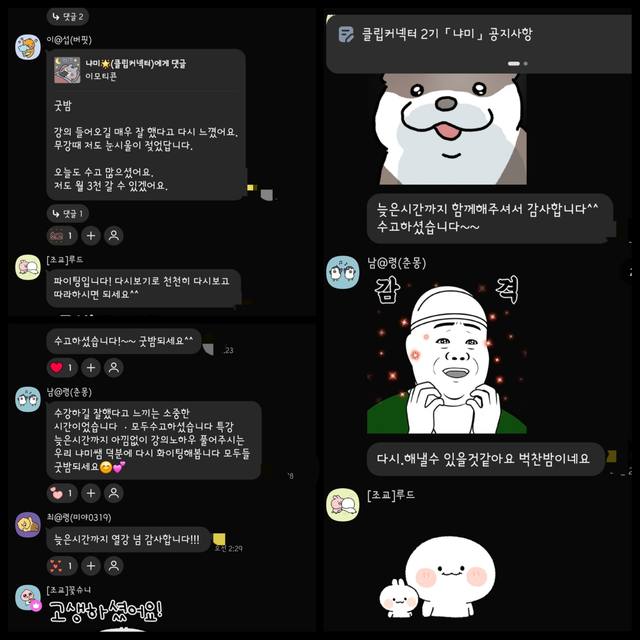 댓글 2
이@섭(버핏)
냐미🌟(클립커넥터)에게 댓글
이모티콘
굿밤
강의 들어오길 매우 잘 했다고 다시 느꼈어요.
무강때 저도 눈시울이 젖었답니다.
오늘도 수고 많으셨어요.
저도 월 3천 갈 수 있겠어요.
댓글 1
1
[조교]루드
파이팅입니다! 다시보기로 천천히 다시보고
따라하시면 되세요^^
수고하셨습니다!~~ 굿밤되세요^^
23
1
남@령(춘몽)
수강하길 잘했다고 느끼는 소중한
시간이었습니다 · 모두수고하셨습니다 특강
늦은시간까지 아낌없이 강의노하우 풀어주시는
우리 냐미쌤 덕분에 다시 화이팅해봅니다 모두들
굿밤되세요😊💕
1
최@령(미야0319)
늦은시간까지 열강 넘 감사합니다!!!
오전 2:29
1
[조교]꽃슈니
고생하셨어요!
클립커넥터 2기 「냐미」 공지사항
늦은시간까지 함께해주셔서 감사합니다^^
수고하셨습니다~~
남@령(춘몽)
감 격
다시.해낼수 있을것같아요 벅찬밤이네요
[조교]루드